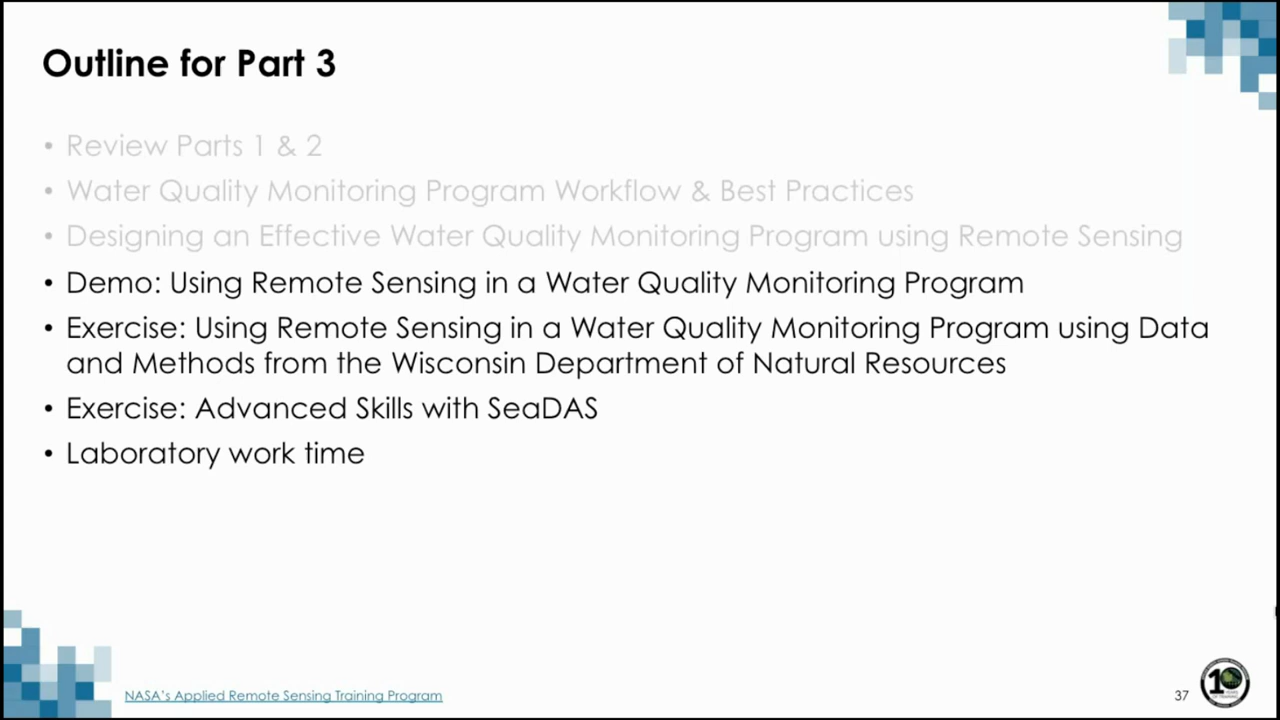 Outline for Part 3
• Review Parts 1 & 2
• Water Quality Monitoring Program Workflow & Best Practices
• Designing an Effective Water Quality Monitoring Program using Remote Sensing
• Demo: Using Remote Sensing in a Water Quality Monitoring Program
• Exercise: Using Remote Sensing in a Water Quality Monitoring Program using Data
and Methods from the Wisconsin Department of Natural Resources
• Exercise: Advanced Skills with SeaDAS
• Laboratory work time
NASA's Applied Remote Sensing Training Program
37
10